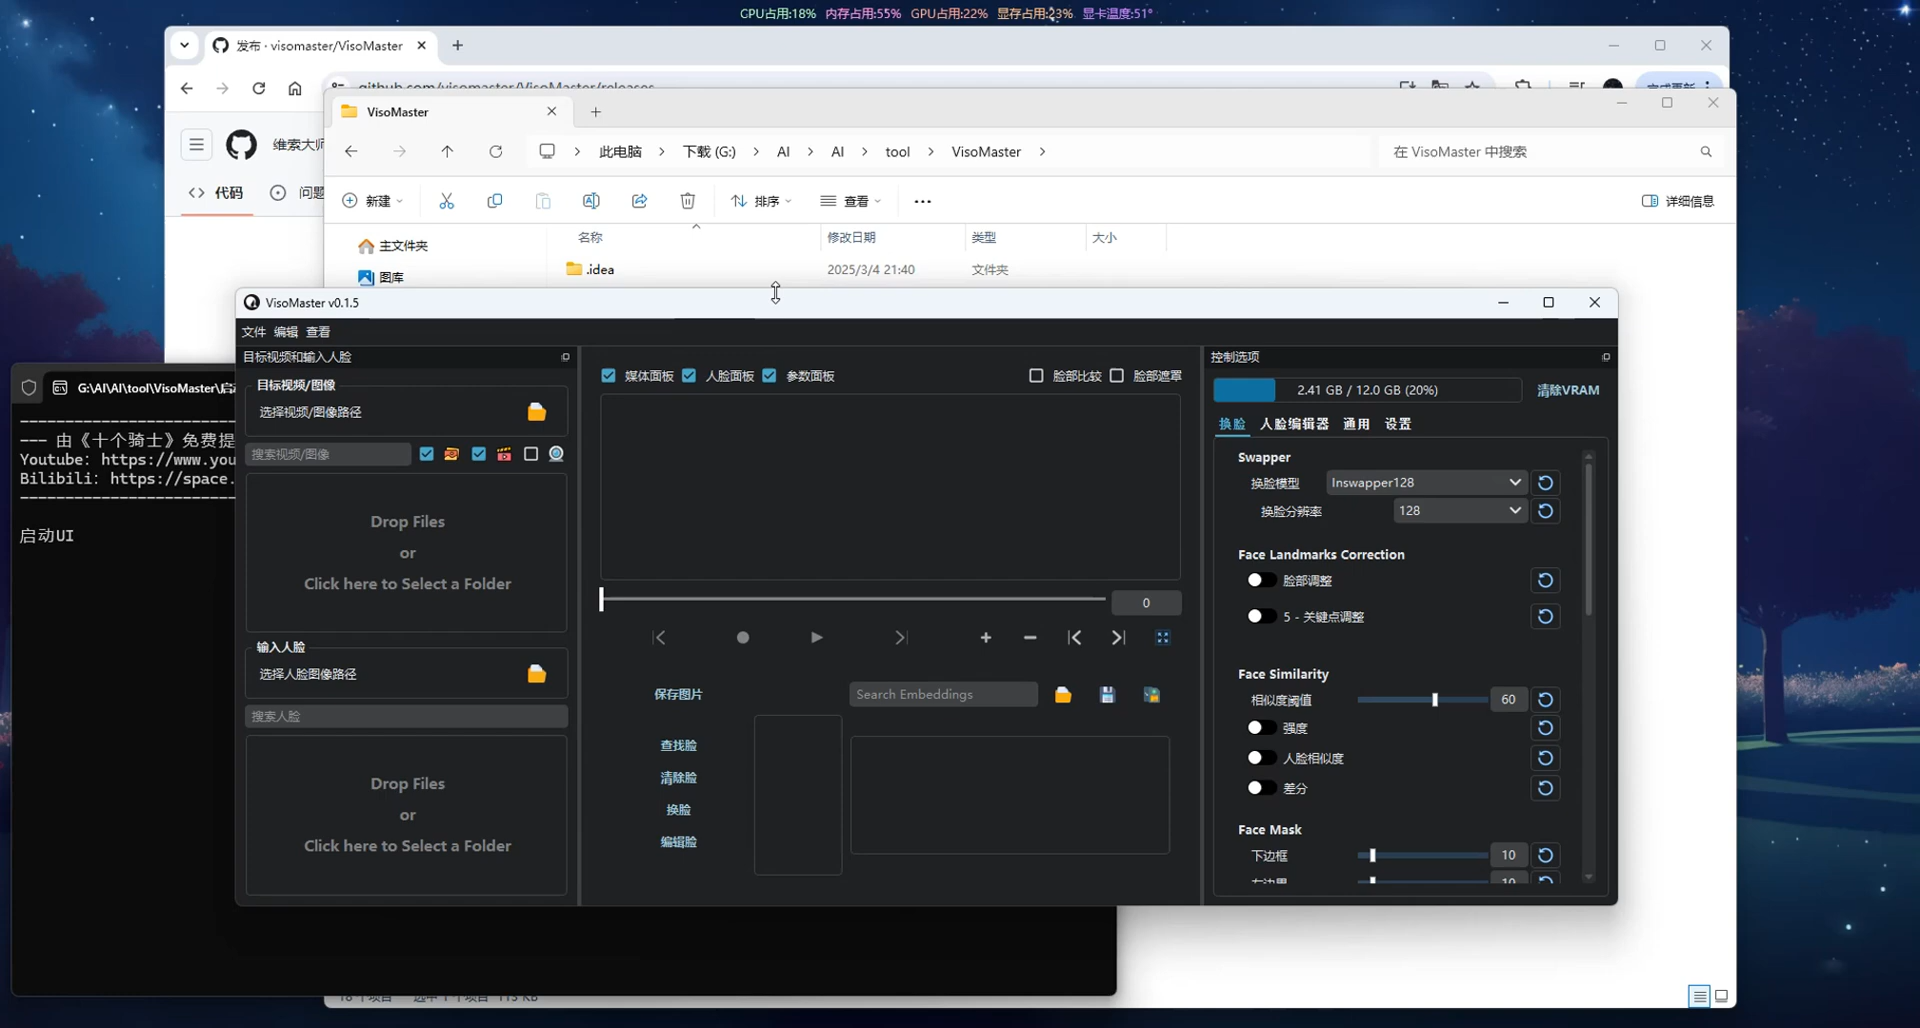 CPU占用:18% 内存占用:55% GPU占用:22% 显存占用:23% 显卡温度:51°
发布 · visomaster/VisoMaster
github.com/visomaster/VisoMaster/releases
维索大师
代码 问题
VisoMaster
此电脑 > 下载 (G:) > AI > AI > tool > VisoMaster >
在 VisoMaster 中搜索
新建 排序 查看 ... 详细信息
主文件夹
图库
名称 修改日期 类型 大小
.idea 2025/3/4 21:40 文件夹
G:\AI\AI\tool\VisoMaster\启
--- 由《十个骑士》免费提
Youtube: https://www.you
Bilibili: https://space.
启动UI
VisoMaster v0.1.5
文件 编辑 查看
目标视频和输入人脸
目标视频/图像
选择视频/图像路径
搜索视频/图像
Drop Files
or
Click here to Select a Folder
输入人脸
选择人脸图像路径
搜索人脸
Drop Files
or
Click here to Select a Folder
媒体面板 人脸面板 参数面板 脸部比较 脸部遮罩
0
保存图片
Search Embeddings
查找脸
清除脸
换脸
编辑脸
控制选项
2.41 GB / 12.0 GB (20%) 清除VRAM
换脸 人脸编辑器 通用 设置
Swapper
换脸模型 Inswapper128
换脸分辨率 128
Face Landmarks Correction
脸部调整
5 - 关键点调整
Face Similarity
相似度阈值 60
强度
人脸相似度
差分
Face Mask
下边框 10
10